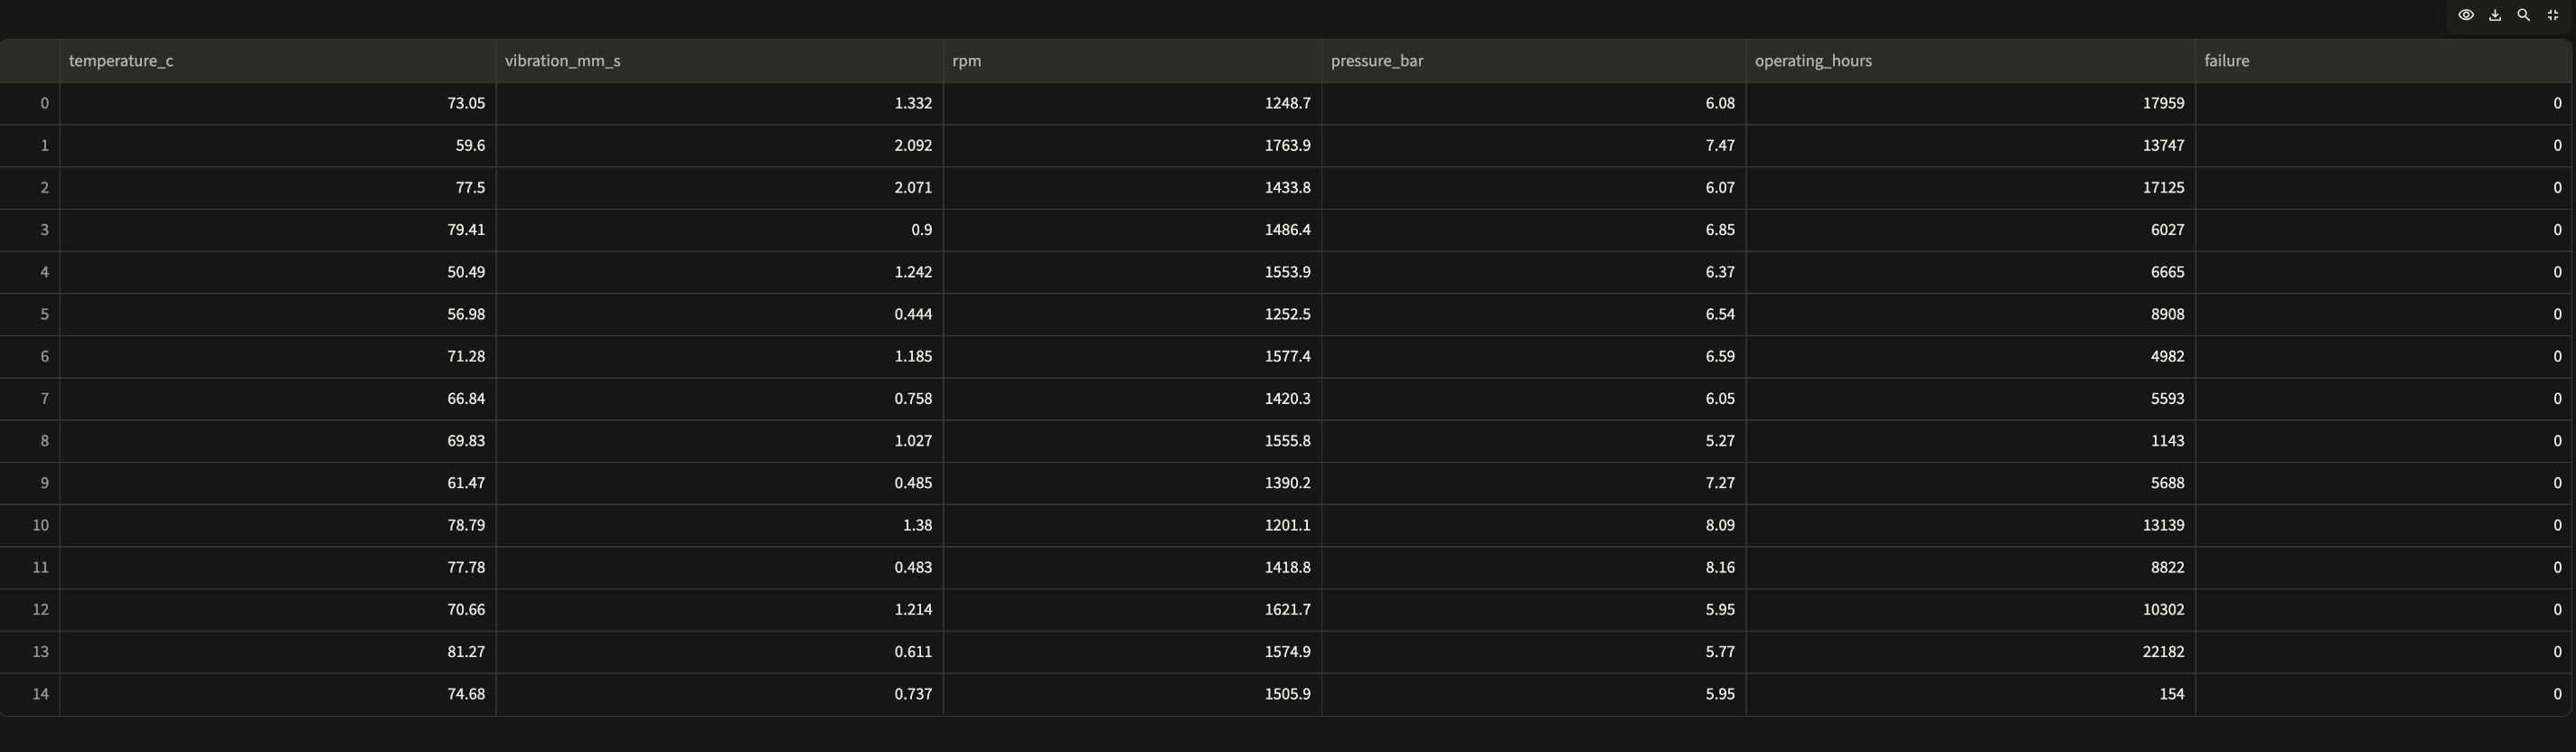 temperature_c vibration_mm_s rpm pressure_bar operating_hours failure
0 73.05 1.332 1248.7 6.08 17959 0
1 59.6 2.092 1763.9 7.47 13747 0
2 77.5 2.071 1433.8 6.07 17125 0
3 79.41 0.9 1486.4 6.85 6027 0
4 50.49 1.242 1553.9 6.37 6665 0
5 56.98 0.444 1252.5 6.54 8908 0
6 71.28 1.185 1577.4 6.59 4982 0
7 66.84 0.758 1420.3 6.05 5593 0
8 69.83 1.027 1555.8 5.27 1143 0
9 61.47 0.485 1390.2 7.27 5688 0
10 78.79 1.38 1201.1 8.09 13139 0
11 77.78 0.483 1418.8 8.16 8822 0
12 70.66 1.214 1621.7 5.95 10302 0
13 81.27 0.611 1574.9 5.77 22182 0
14 74.68 0.737 1505.9 5.95 154 0